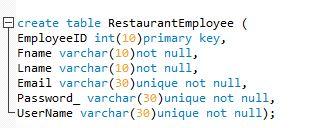 create table RestaurantEmployee (
EmployeeID int(10)primary key,
Fname varchar(10)not null,
Lname varchar(10)not null,
Email varchar(30)unique not null,
Password_ varchar(30)unique not null,
UserName varchar(30)unique not null);